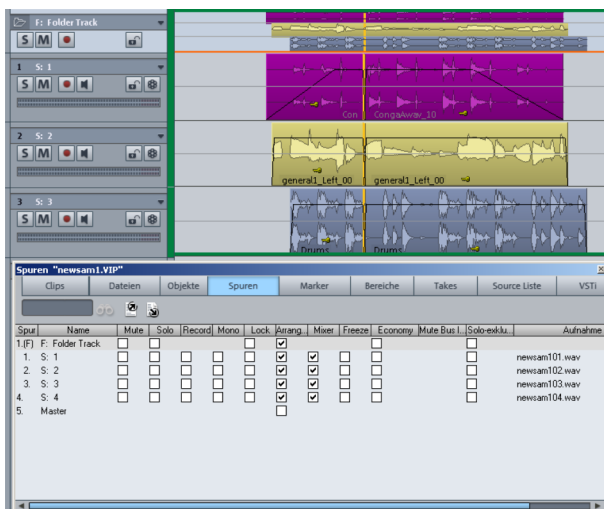 F: Folder Track
S M
1 S: 1
S M
Con CongaAwav_10
2 S: 2
S M
general1_Left_00 general1_Left_00
3 S: 3
S M
Drums Drums
Spuren "newsam1.VIP"
Clips Dateien Objekte Spuren Marker Bereiche Takes Source Liste VSTi
Spur Name Mute Solo Record Mono Lock Arrang... Mixer Freeze Economy Mute Bus I... Solo-exklu... Aufnahme
1.(F) F: Folder Track
1. S: 1 newsam101.wav
2. S: 2 newsam102.wav
3. S: 3 newsam103.wav
4. S: 4 newsam104.wav
5. Master